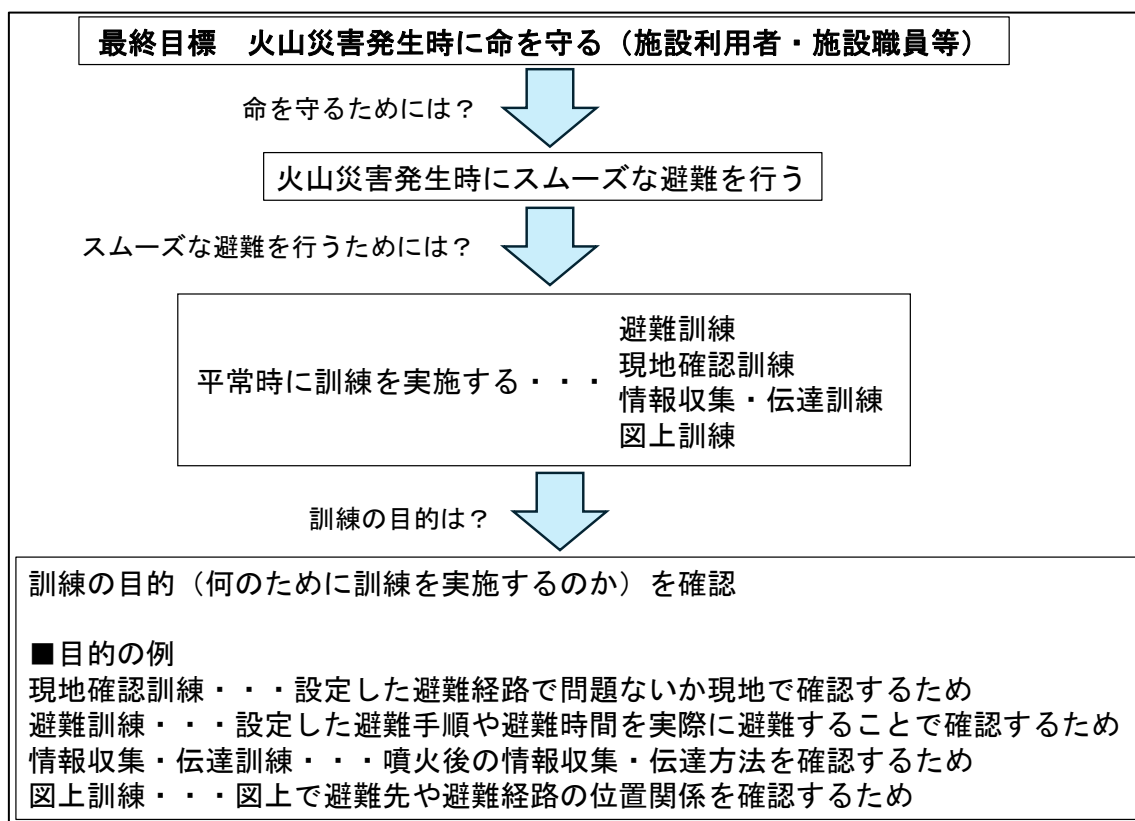 最終目標　火山災害発生時に命を守る（施設利用者・施設職員等）
命を守るためには？
火山災害発生時にスムーズな避難を行う
スムーズな避難を行うためには？
平常時に訓練を実施する・・・
避難訓練
現地確認訓練
情報収集・伝達訓練
図上訓練
訓練の目的は？
訓練の目的（何のために訓練を実施するのか）を確認
■目的の例
現地確認訓練・・・設定した避難経路で問題ないか現地で確認するため
避難訓練・・・設定した避難手順や避難時間を実際に避難することで確認するため
情報収集・伝達訓練・・・噴火後の情報収集・伝達方法を確認するため
図上訓練・・・図上で避難先や避難経路の位置関係を確認するため